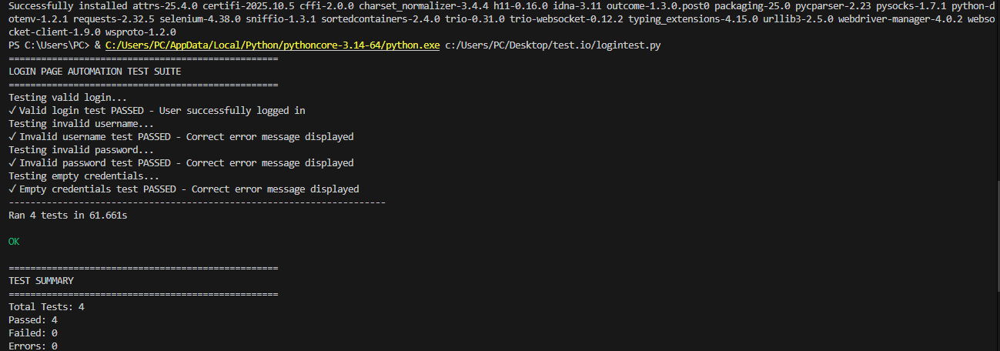 Successfully installed attrs-25.4.0 certifi-2025.10.5 cffi-2.0.0 charset_normalizer-3.4.4 h11-0.16.0 idna-3.11 outcome-1.3.0.post0 packaging-25.0 pycparser-2.23 pysocks-1.7.1 python-d
otenv-1.2.1 requests-2.32.5 selenium-4.38.0 sniffio-1.3.1 sortedcontainers-2.4.0 trio-0.31.0 trio-websocket-0.12.2 typing_extensions-4.15.0 urllib3-2.5.0 webdriver-manager-4.0.2 webso
cket-client-1.9.0 wsproto-1.2.0
PS C:\Users\PC> & C:/Users/PC/AppData/Local/Python/pythoncore-3.14-64/python.exe c:/Users/PC/Desktop/test.io/logintest.py
==================================================
LOGIN PAGE AUTOMATION TEST SUITE
==================================================
Testing valid login...
✓ Valid login test PASSED - User successfully logged in
Testing invalid username...
✓ Invalid username test PASSED - Correct error message displayed
Testing invalid password...
✓ Invalid password test PASSED - Correct error message displayed
Testing empty credentials...
✓ Empty credentials test PASSED - Correct error message displayed
----------------------------------------------------------------------
Ran 4 tests in 61.661s
OK
==================================================
TEST SUMMARY
==================================================
Total Tests: 4
Passed: 4
Failed: 0
Errors: 0